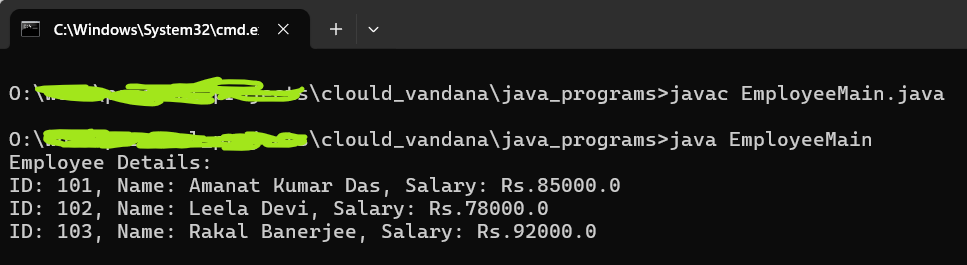 C:\Windows\System32\cmd.e
O:\ \clould_vandana\java_programs>javac EmployeeMain.java
O:\ \clould_vandana\java_programs>java EmployeeMain
Employee Details:
ID: 101, Name: Amanat Kumar Das, Salary: Rs.85000.0
ID: 102, Name: Leela Devi, Salary: Rs.78000.0
ID: 103, Name: Rakal Banerjee, Salary: Rs.92000.0